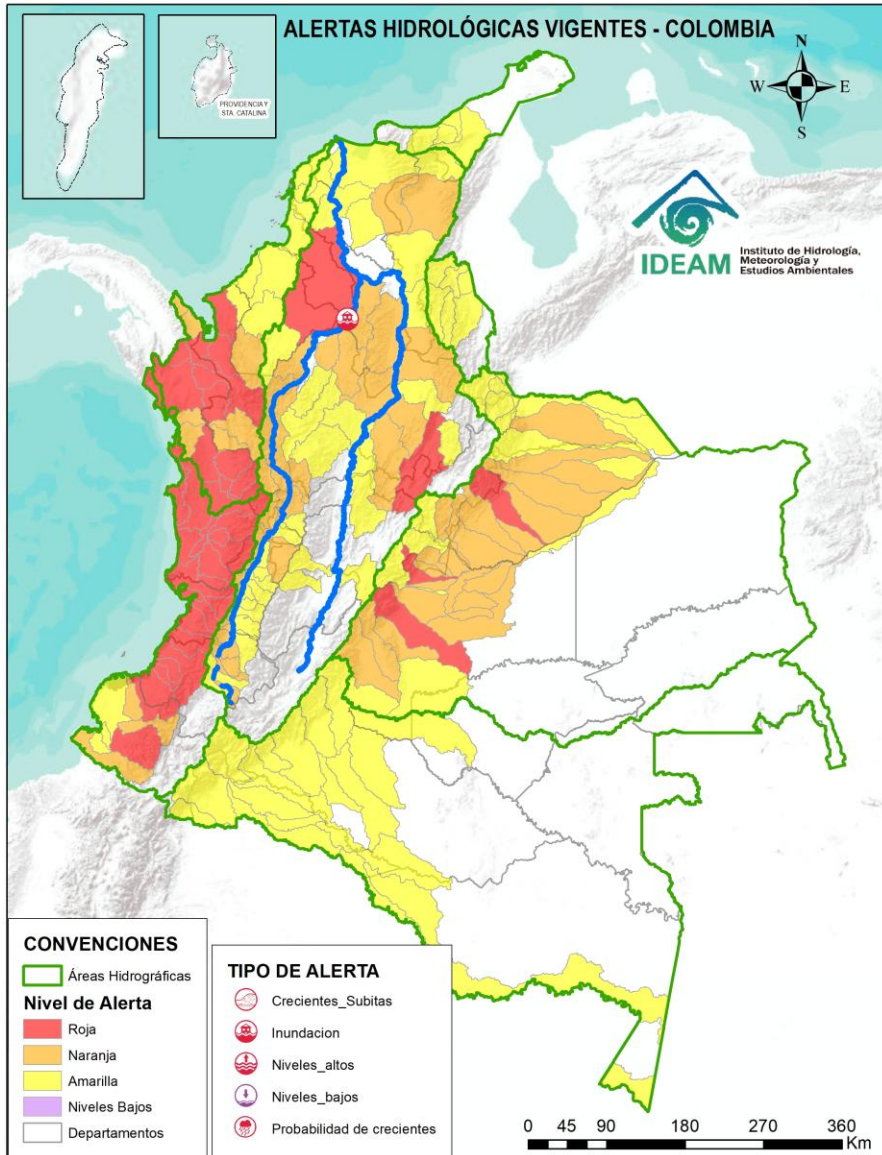 ALERTAS HIDROLÓGICAS VIGENTES - COLOMBIA
PROVIDENCIA Y
STA. CATALINA
N
W
E
S
IDEAM
Instituto de Hidrología,
Meteorología y
Estudios Ambientales
CONVENCIONES
Áreas Hidrográficas
Nivel de Alerta
Roja
Naranja
Amarilla
Niveles Bajos
Departamentos
TIPO DE ALERTA
Crecientes_Subitas
Inundacion
Niveles_altos
Niveles_bajos
Probabilidad de crecientes
0 45 90 180 270 360
Km